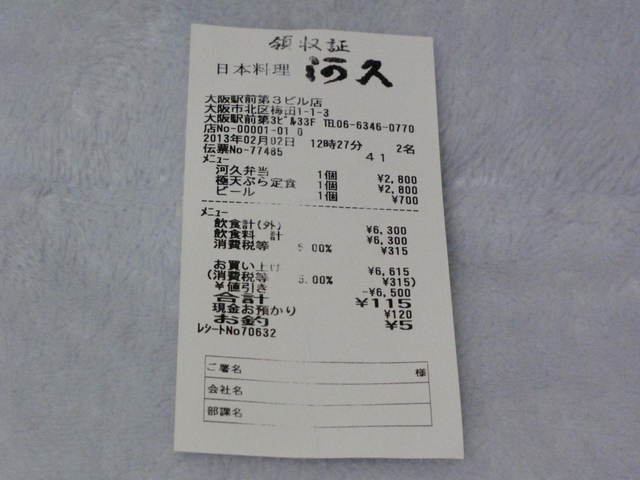 領収証
日本料理 河久
大阪駅前第3ビル店
大阪市北区梅田1-1-3
大阪駅前第3ビル33F TEL06-6346-0770
店No-00001-01 0
2013年02月02日 12時27分 2名
伝票No-77485 41
メニュー
河久弁当 1個 ¥2,800
極天ぷら定食 1個 ¥2,800
ビール 1個 ¥700
メニュー
飲食計(外) ¥6,300
飲食料 計 ¥6,300
消費税等 5.00% ¥315
お買い上げ ¥6,615
(消費税等 5.00% ¥315)
¥値引き -¥6,500
合計 ¥115
現金お預かり ¥120
お釣 ¥5
レシートNo70632
ご署名 様
会社名
部課名